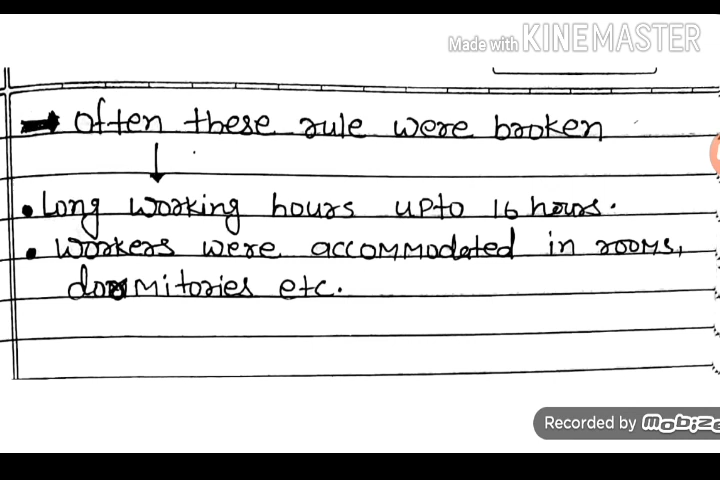 Made with KINEMASTER
→ Often these rule were broken
↓
• Long working hours upto 16 hours.
• Workers were accommodated in rooms,
dormitories etc.
Recorded by mobize